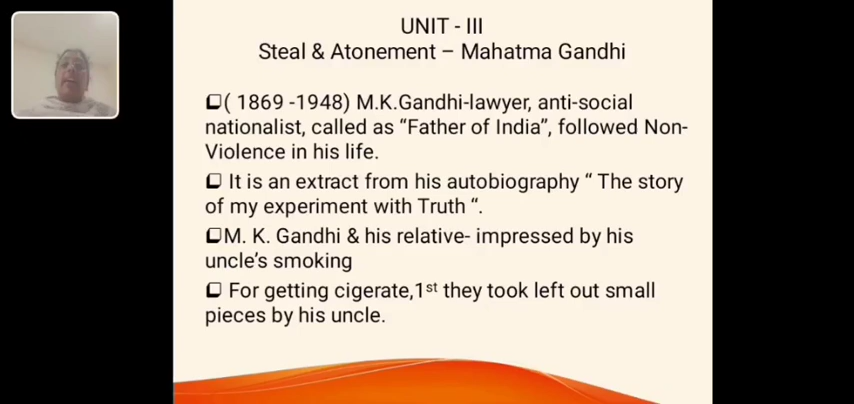 UNIT - III
Steal & Atonement – Mahatma Gandhi
❑( 1869 -1948) M.K.Gandhi-lawyer, anti-social
nationalist, called as “Father of India”, followed Non-
Violence in his life.
❑ It is an extract from his autobiography “ The story
of my experiment with Truth “.
❑M. K. Gandhi & his relative- impressed by his
uncle’s smoking
❑ For getting cigerate,1st they took left out small
pieces by his uncle.